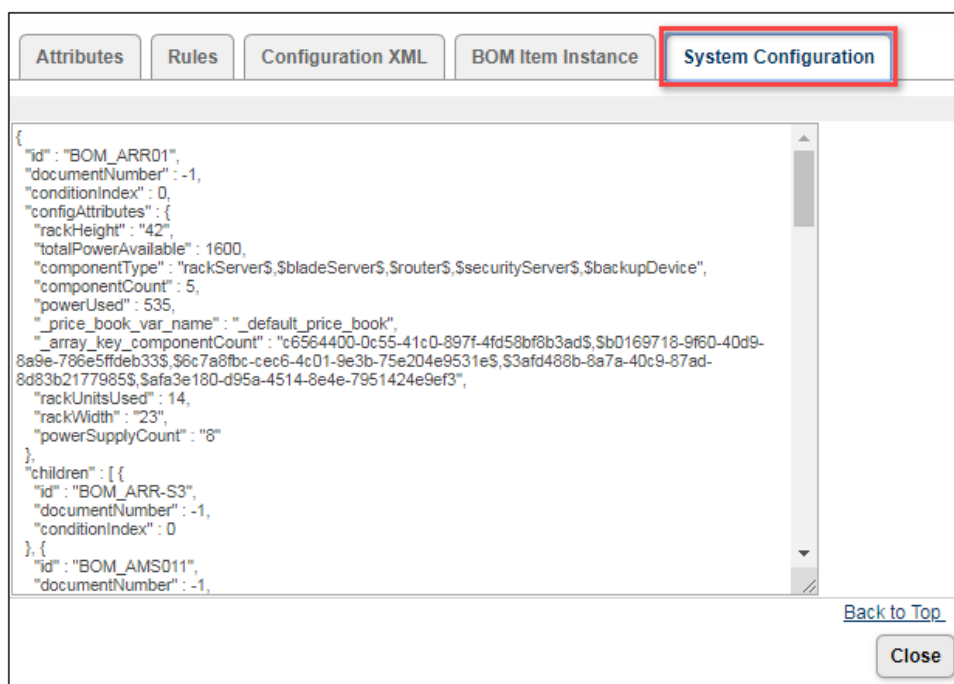 Attributes Rules Configuration XML BOM Item Instance System Configuration
{
"id" : "BOM_ARR01",
"documentNumber" : -1,
"conditionIndex" : 0,
"configAttributes" : {
"rackHeight" : "42",
"totalPowerAvailable" : 1600,
"componentType" : "rackServer$,$bladeServer$,$router$,$securityServer$,$backupDevice",
"componentCount" : 5,
"powerUsed" : 535,
"_price_book_var_name" : "_default_price_book",
"_array_key_componentCount" : "c6564400-0c55-41c0-897f-4fd58bf8b3ad$,$b0169718-9f60-40d9-
8a9e-786e5ffdeb33$,$6c7a8fbc-cec6-4c01-9e3b-75e204e9531e$,$3afd488b-8a7a-40c9-87ad-
8d83b2177985$,$afa3e180-d95a-4514-8e4e-7951424e9ef3",
"rackUnitsUsed" : 14,
"rackWidth" : "23",
"powerSupplyCount" : "8"
},
"children" : [ {
"id" : "BOM_ARR-S3",
"documentNumber" : -1,
"conditionIndex" : 0
}, {
"id" : "BOM_AMS011",
"documentNumber" : -1,
Back to Top
Close